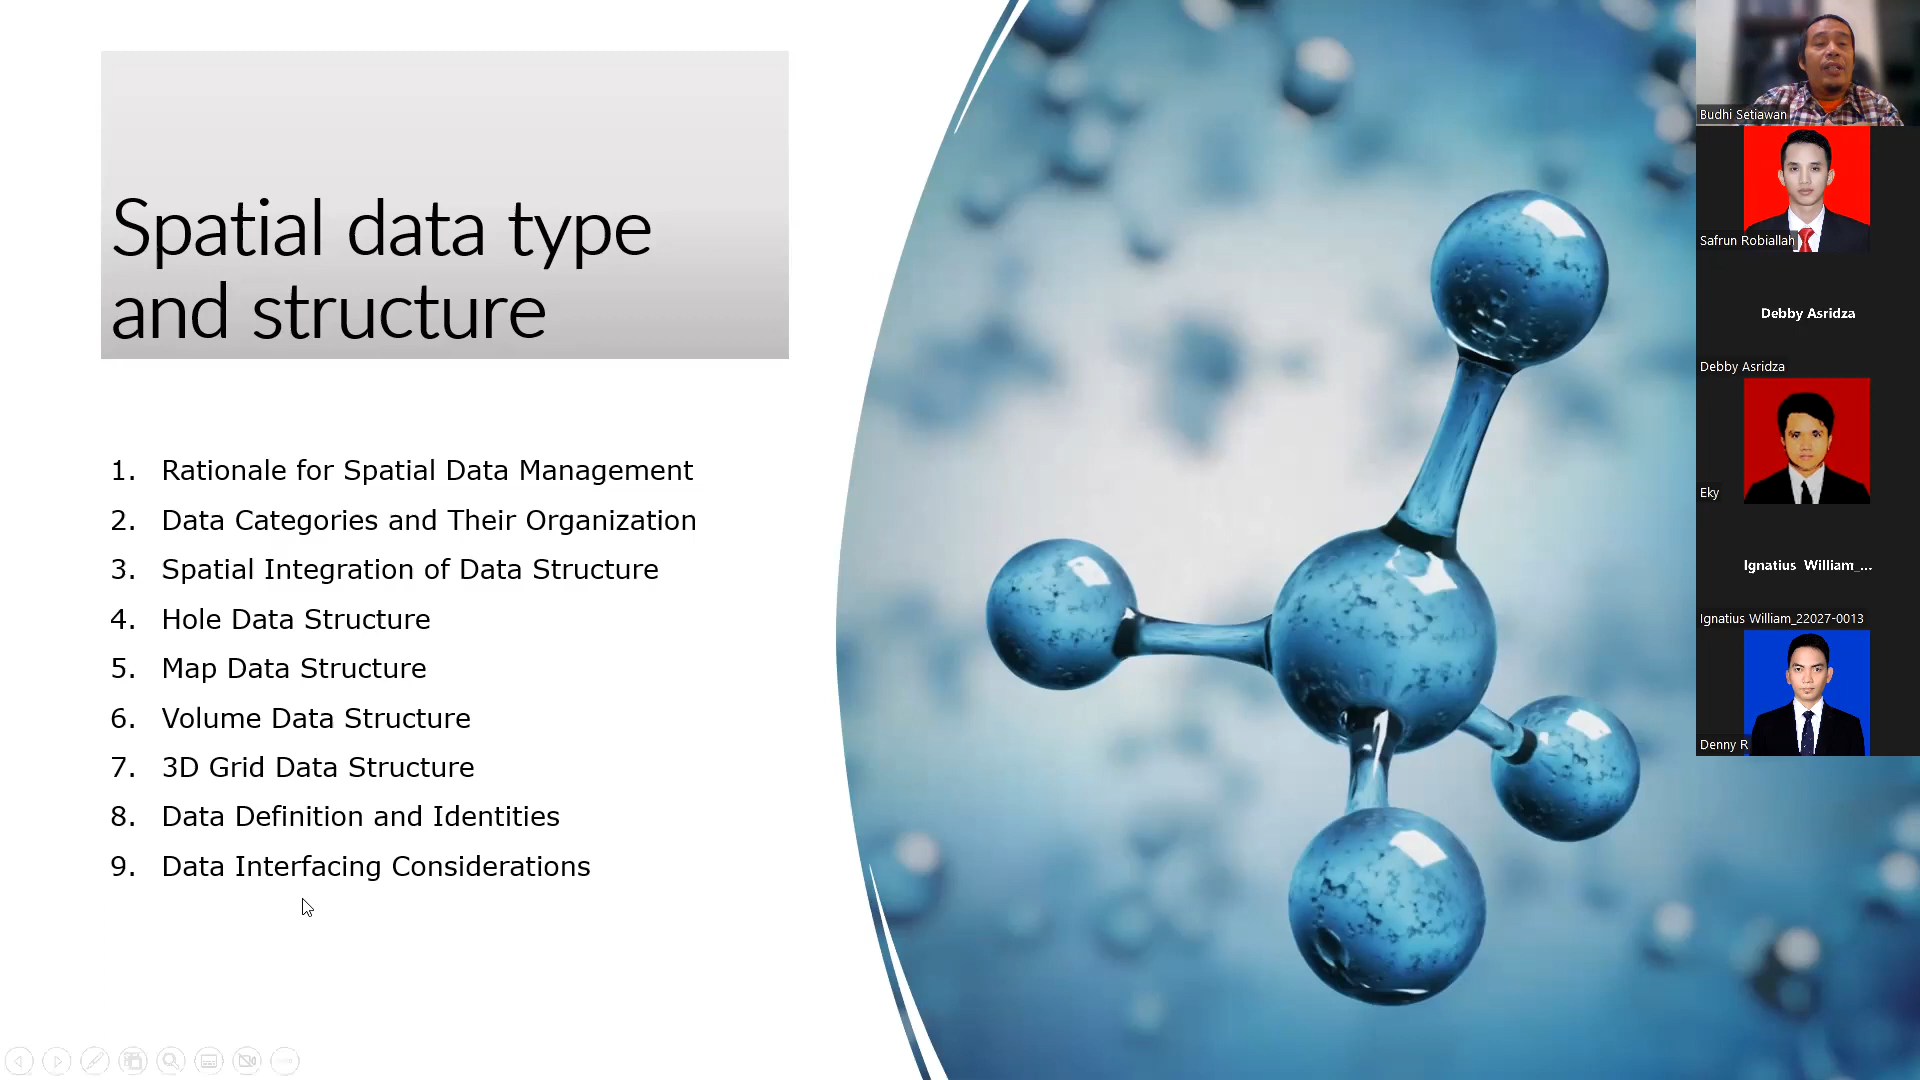 Spatial data type
and structure
1. Rationale for Spatial Data Management
2. Data Categories and Their Organization
3. Spatial Integration of Data Structure
4. Hole Data Structure
5. Map Data Structure
6. Volume Data Structure
7. 3D Grid Data Structure
8. Data Definition and Identities
9. Data Interfacing Considerations
Budhi Setiawan
Safrun Robiallah
Debby Asridza
Debby Asridza
Eky
Ignatius William_...
Ignatius William_22027-0013
Denny R